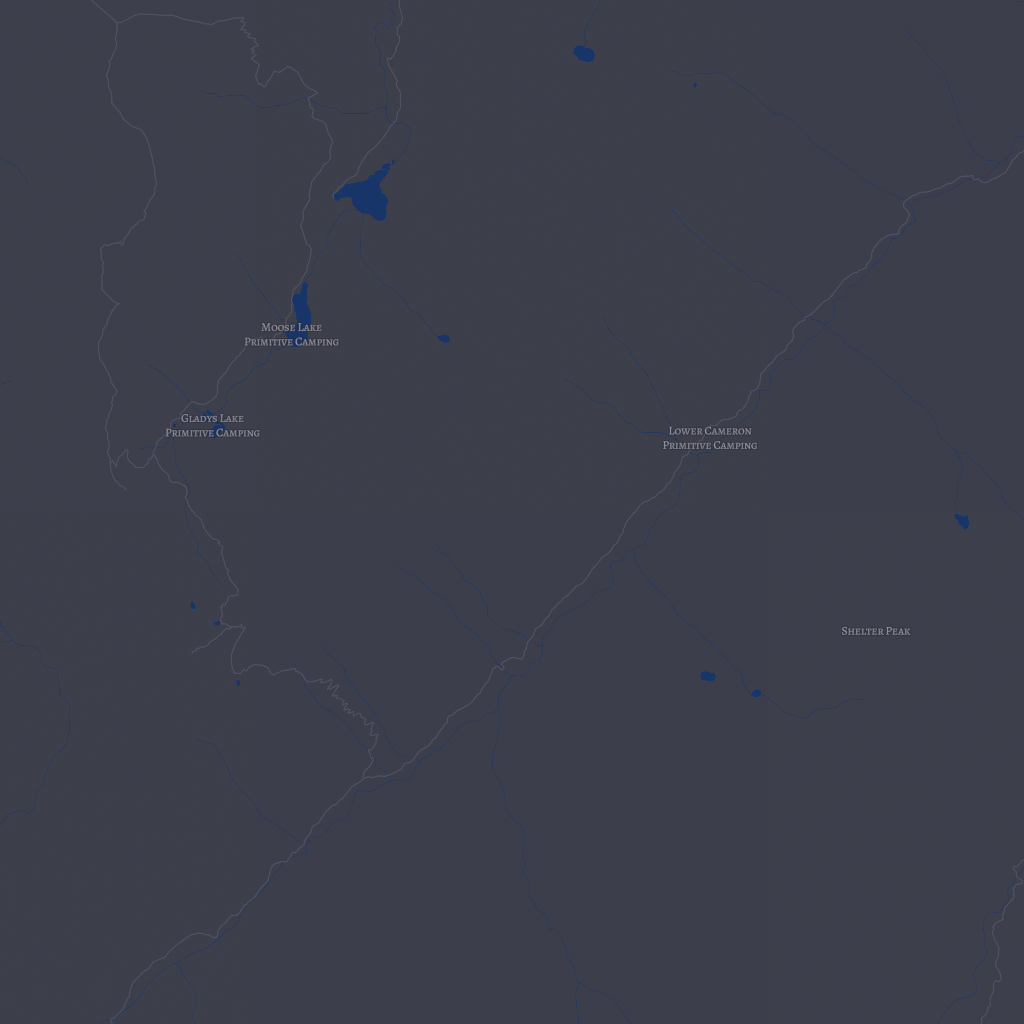 Moose Lake
Primitive Camping
Gladys Lake
Primitive Camping
Lower Cameron
Primitive Camping
Shelter Peak